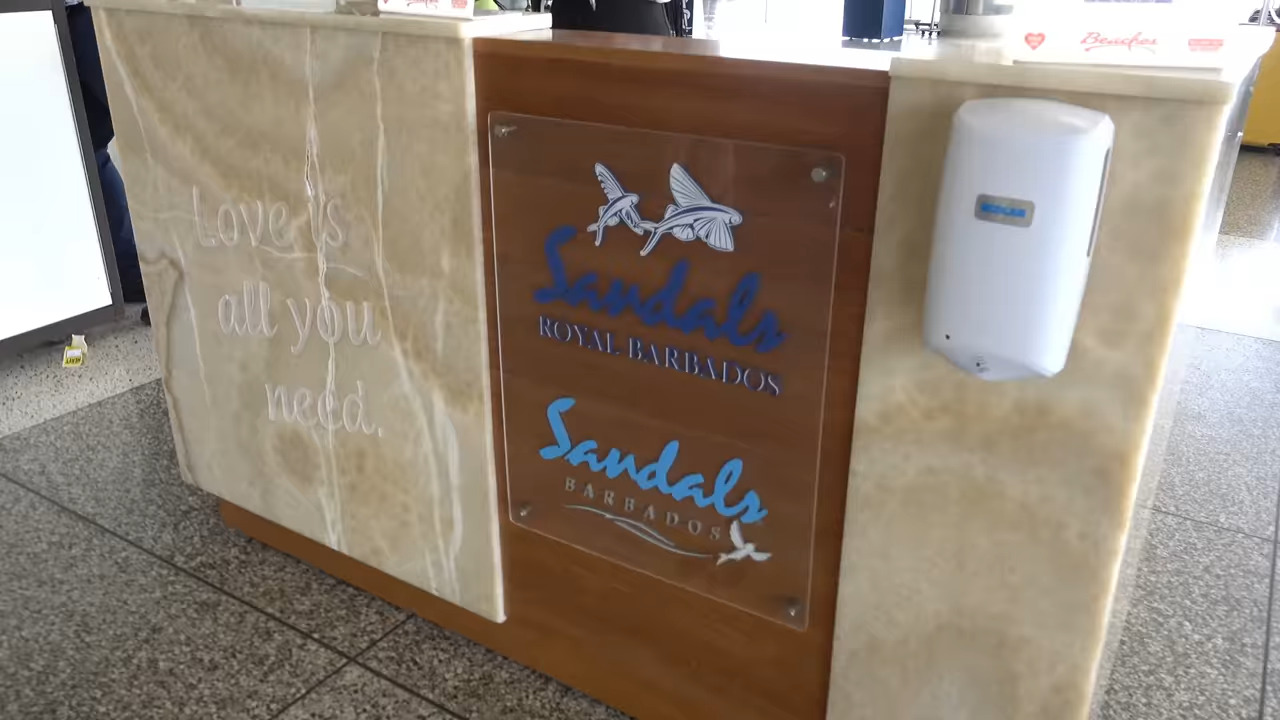 Beaches
Love is
all you
need.
Sandals
ROYAL BARBADOS
Sandals
BARBADOS